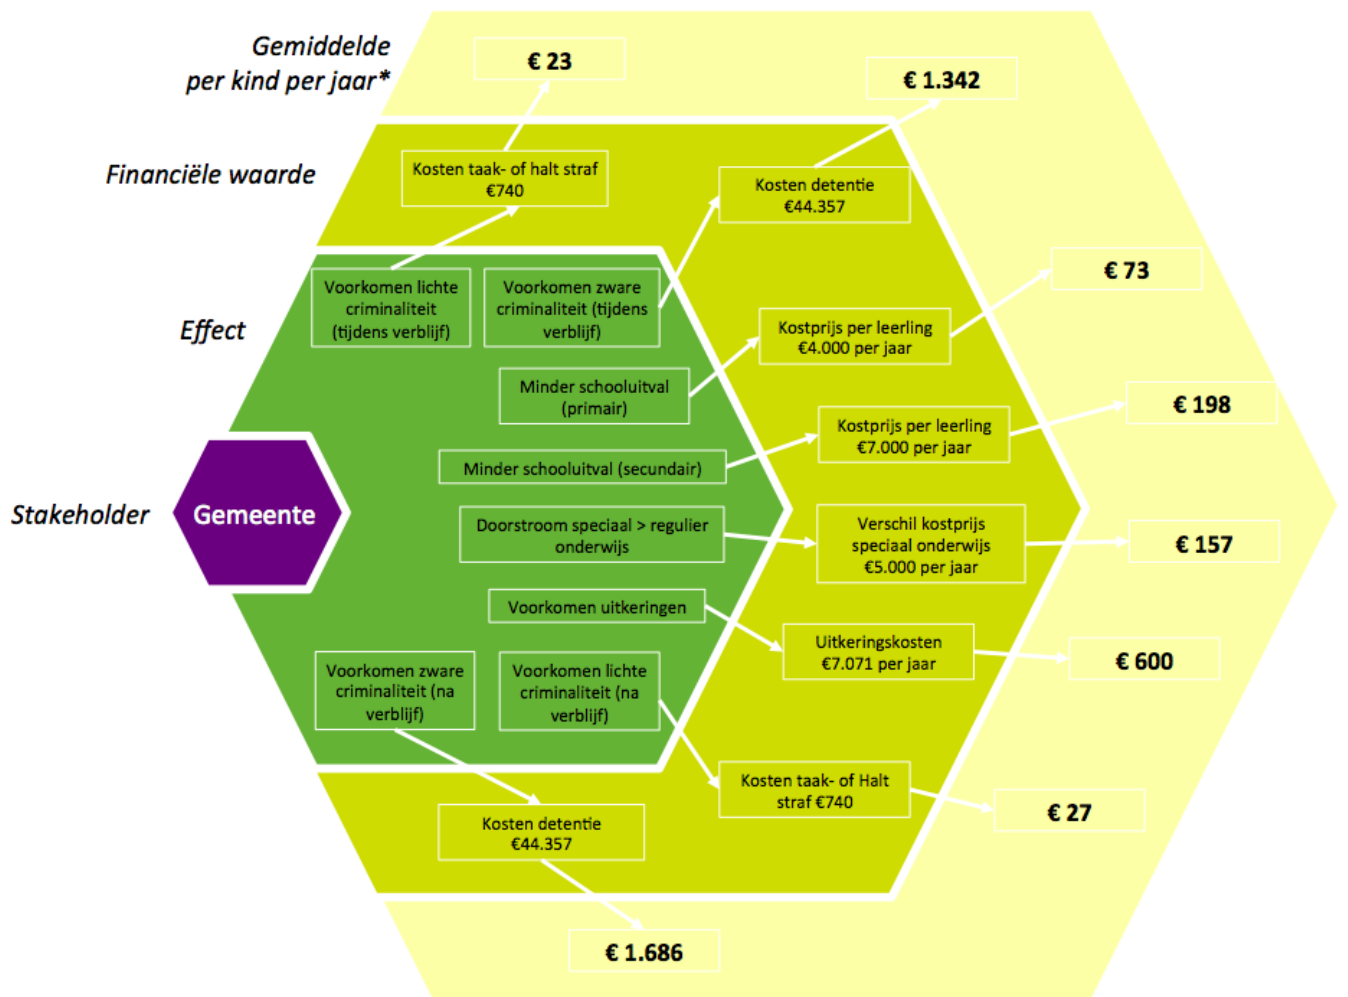 Gemiddelde
per kind per jaar*
€ 23
€ 1.342
Financiële waarde
Kosten taak- of halt straf
€740
Kosten detentie
€44.357
€ 73
Effect
Voorkomen lichte
criminaliteit
(tijdens verblijf)
Voorkomen zware
criminaliteit (tijdens
verblijf)
Kostprijs per leerling
€4.000 per jaar
Minder schooluitval
(primair)
€ 198
Kostprijs per leerling
€7.000 per jaar
Minder schooluitval (secundair)
Stakeholder
Gemeente
Doorstroom speciaal > regulier
onderwijs
Verschil kostprijs
speciaal onderwijs
€5.000 per jaar
€ 157
Voorkomen uitkeringen
Uitkeringskosten
€7.071 per jaar
€ 600
Voorkomen zware
criminaliteit (na
verblijf)
Voorkomen lichte
criminaliteit (na
verblijf)
Kosten taak- of Halt
straf €740
€ 27
Kosten detentie
€44.357
€ 1.686